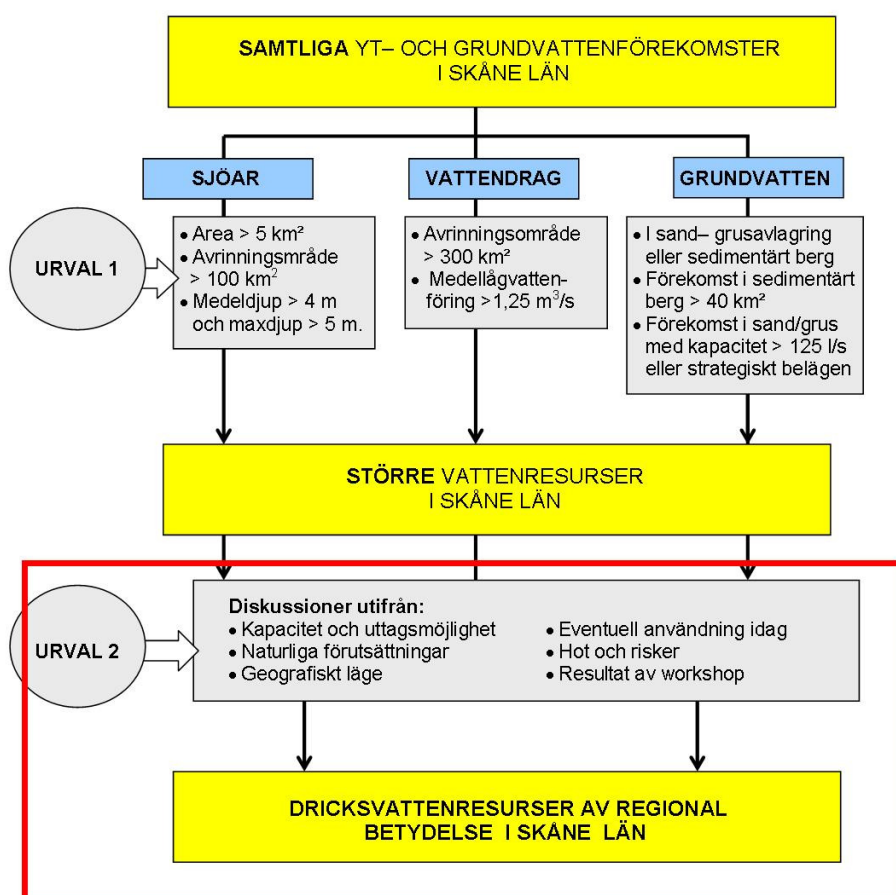 SAMTLIGA YT– OCH GRUNDVATTENFÖREKOMSTER
I SKÅNE LÄN
SJÖAR
VATTENDRAG
GRUNDVATTEN
URVAL 1
• Area > 5 km²
• Avrinningsmråde
> 100 km²
• Medeldjup > 4 m
och maxdjup > 5 m.
• Avrinningsområde
> 300 km²
• Medellågvatten-
föring >1,25 m³/s
• I sand– grusavlagring
eller sedimentärt berg
• Förekomst i sedimentärt
berg > 40 km²
• Förekomst i sand/grus
med kapacitet > 125 l/s
eller strategiskt belägen
STÖRRE VATTENRESURSER
I SKÅNE LÄN
URVAL 2
Diskussioner utifrån:
• Kapacitet och uttagsmöjlighet
• Naturliga förutsättningar
• Geografiskt läge
• Eventuell användning idag
• Hot och risker
• Resultat av workshop
DRICKSVATTENRESURSER AV REGIONAL
BETYDELSE I SKÅNE LÄN